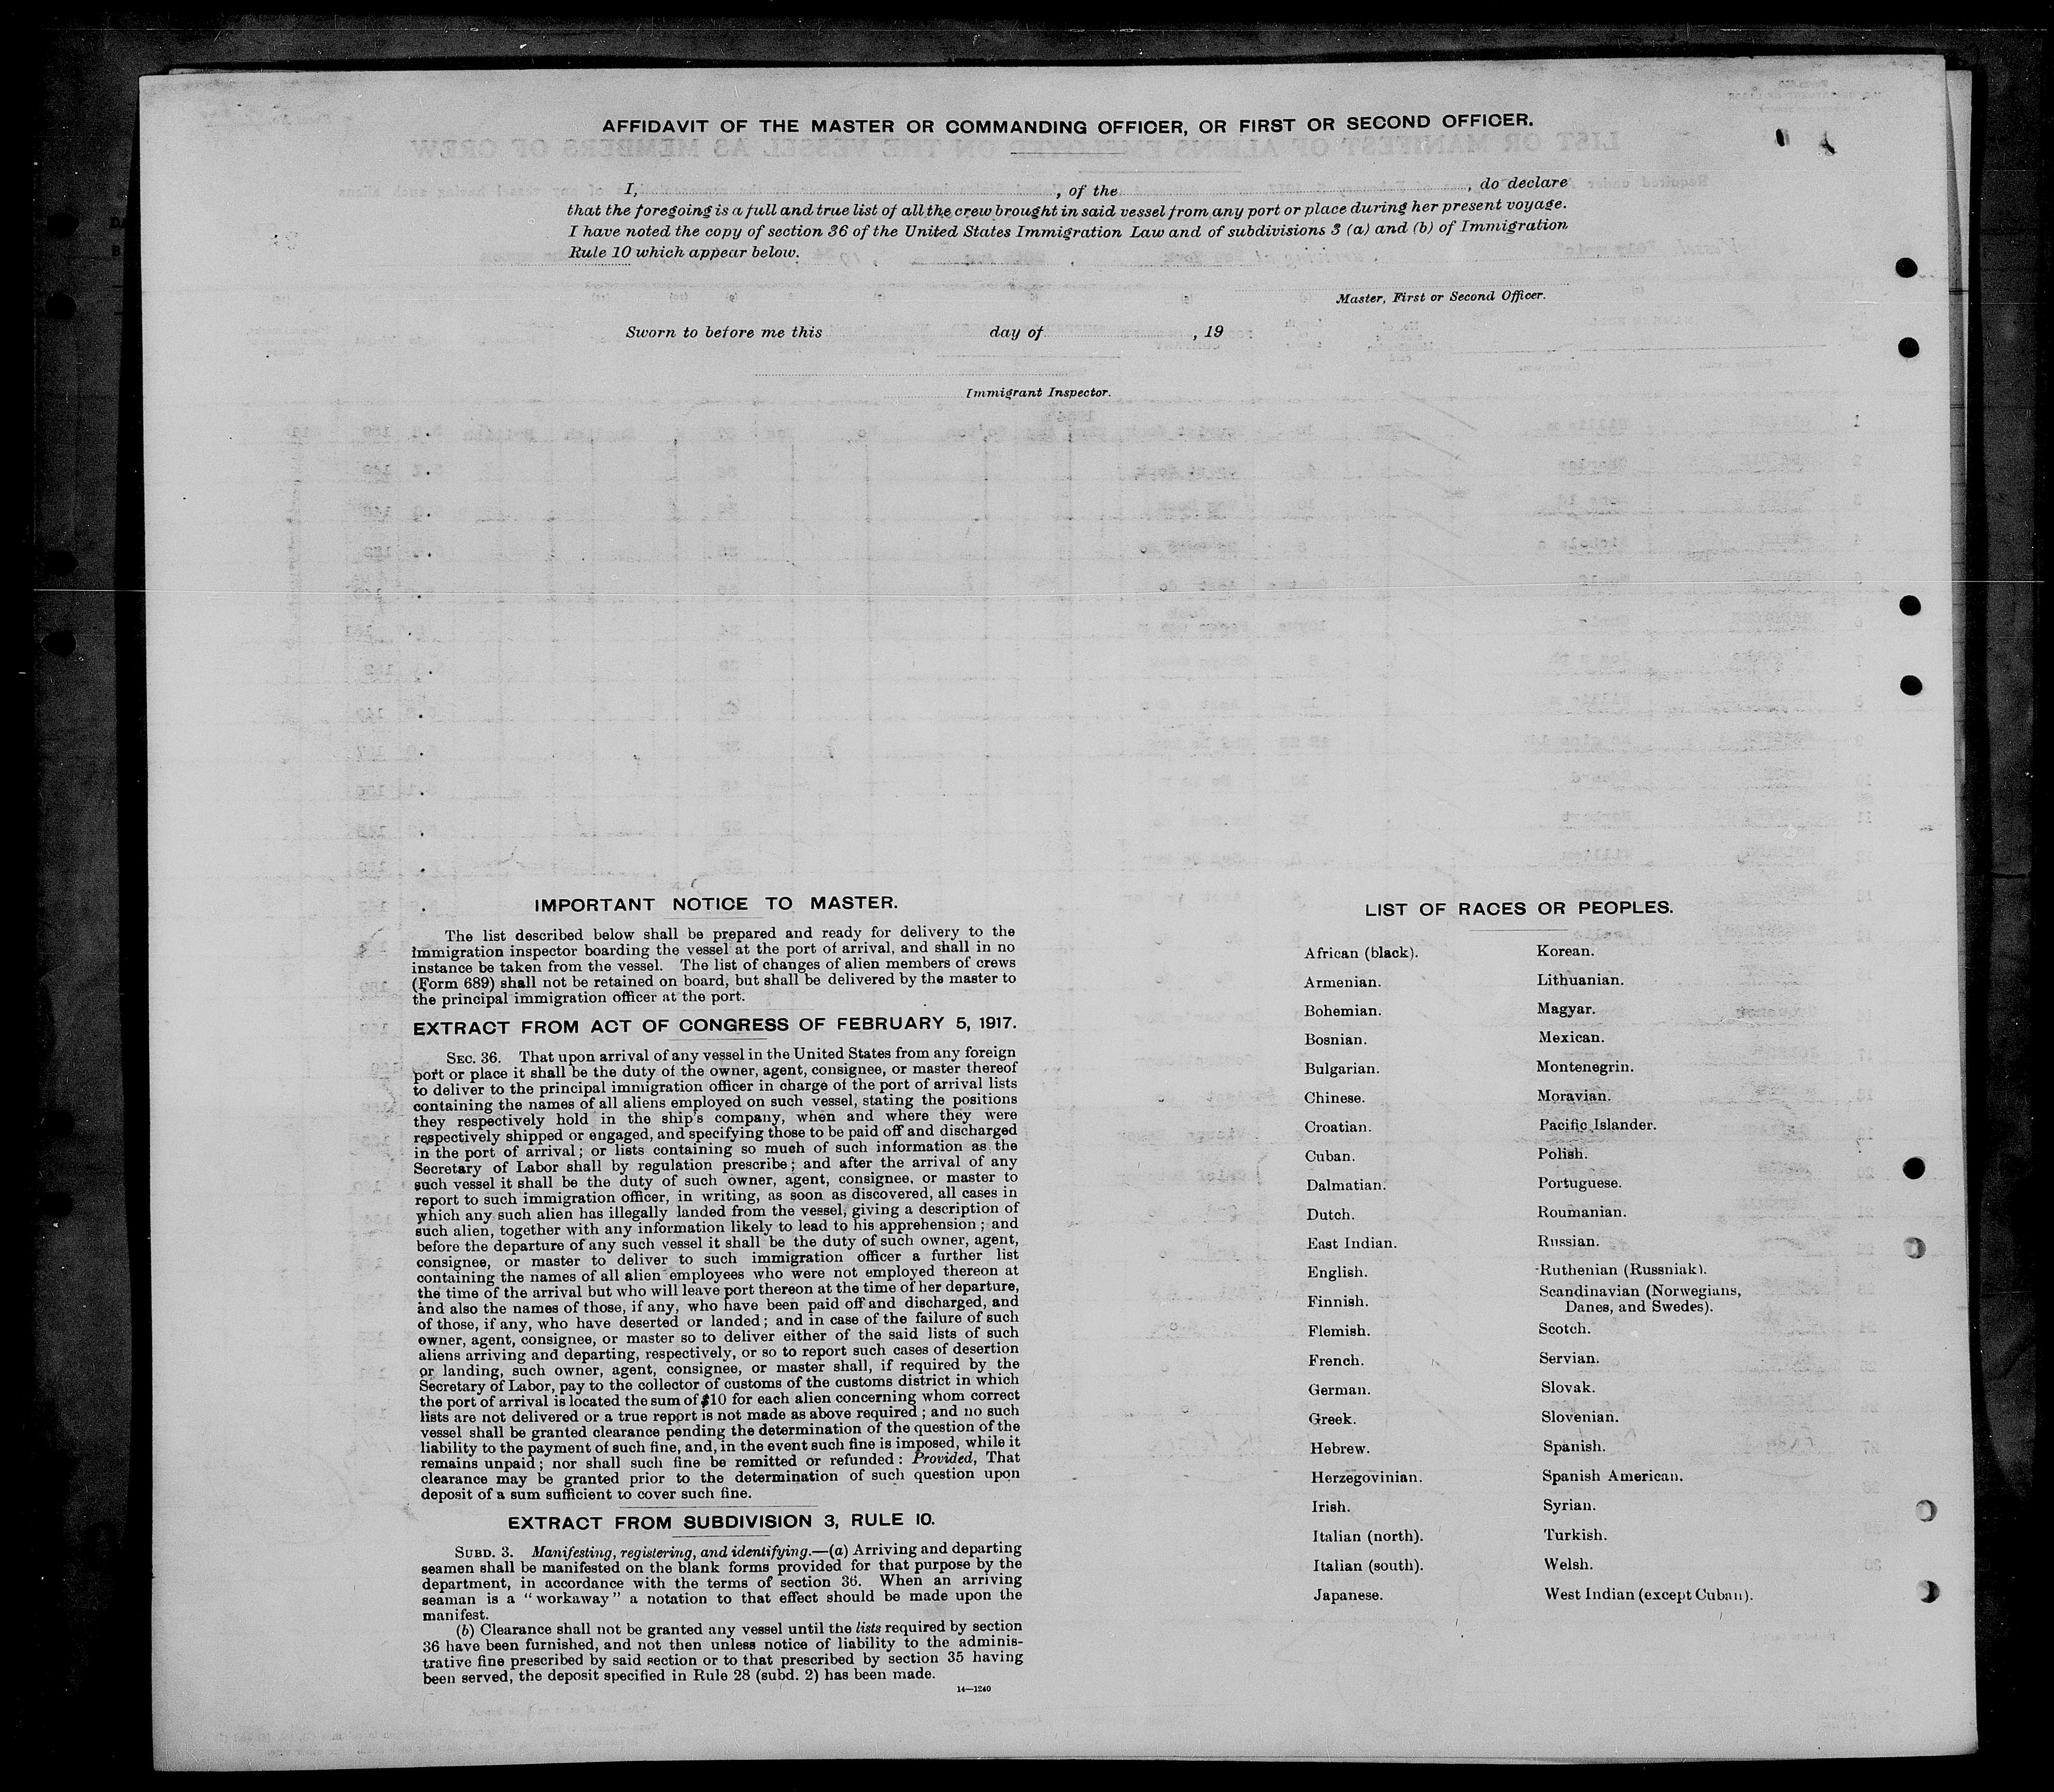 AFFIDAVIT OF THE MASTER OR COMMANDING OFFICER, OR FIRST OR SECOND OFFICER.
I, , of the , do declare
that the foregoing is a full and true list of all the crew brought in said vessel from any port or place during her present voyage.
I have noted the copy of section 36 of the United States Immigration Law and of subdivisions 3 (a) and (b) of Immigration
Rule 10 which appear below.
Master, First or Second Officer.
Sworn to before me this day of , 19
Immigrant Inspector.
IMPORTANT NOTICE TO MASTER.
The list described below shall be prepared and ready for delivery to the
immigration inspector boarding the vessel at the port of arrival, and shall in no
instance be taken from the vessel. The list of changes of alien members of crews
(Form 689) shall not be retained on board, but shall be delivered by the master to
the principal immigration officer at the port.
EXTRACT FROM ACT OF CONGRESS OF FEBRUARY 5, 1917.
SEC. 36. That upon arrival of any vessel in the United States from any foreign
port or place it shall be the duty of the owner, agent, consignee, or master thereof
to deliver to the principal immigration officer in charge of the port of arrival lists
containing the names of all aliens employed on such vessel, stating the positions
they respectively hold in the ship's company, when and where they were
respectively shipped or engaged, and specifying those to be paid off and discharged
in the port of arrival; or lists containing so much of such information as the
Secretary of Labor shall by regulation prescribe; and after the arrival of any
such vessel it shall be the duty of such owner, agent, consignee, or master to
report to such immigration officer, in writing, as soon as discovered, all cases in
which any such alien has illegally landed from the vessel, giving a description of
such alien, together with any information likely to lead to his apprehension; and
before the departure of any such vessel it shall be the duty of such owner, agent,
consignee, or master to deliver to such immigration officer a further list
containing the names of all alien employees who were not employed thereon at
the time of the arrival but who will leave port thereon at the time of her departure,
and also the names of those, if any, who have been paid off and discharged, and
of those, if any, who have deserted or landed; and in case of the failure of such
owner, agent, consignee, or master so to deliver either of the said lists of such
aliens arriving and departing, respectively, or so to report such cases of desertion
or landing, such owner, agent, consignee, or master shall, if required by the
Secretary of Labor, pay to the collector of customs of the customs district in which
the port of arrival is located the sum of $10 for each alien concerning whom correct
lists are not delivered or a true report is not made as above required; and no such
vessel shall be granted clearance pending the determination of the question of the
liability to the payment of such fine, and, in the event such fine is imposed, while it
remains unpaid; nor shall such fine be remitted or refunded: Provided, That
clearance may be granted prior to the determination of such question upon
deposit of a sum sufficient to cover such fine.
EXTRACT FROM SUBDIVISION 3, RULE 10.
SUBD. 3. Manifesting, registering, and identifying.—(a) Arriving and departing
seamen shall be manifested on the blank forms provided for that purpose by the
department, in accordance with the terms of section 36. When an arriving
seaman is a "workaway" a notation to that effect should be made upon the
manifest.
(b) Clearance shall not be granted any vessel until the lists required by section
36 have been furnished, and not then unless notice of liability to the adminis-
trative fine prescribed by said section or to that prescribed by section 35 having
been served, the deposit specified in Rule 28 (subd. 2) has been made.
14—1240
LIST OF RACES OR PEOPLES.
African (black).
Armenian.
Bohemian.
Bosnian.
Bulgarian.
Chinese.
Croatian.
Cuban.
Dalmatian.
Dutch.
East Indian.
English.
Finnish.
Flemish.
French.
German.
Greek.
Hebrew.
Herzegovinian.
Irish.
Italian (north).
Italian (south).
Japanese.
Korean.
Lithuanian.
Magyar.
Mexican.
Montenegrin.
Moravian.
Pacific Islander.
Polish.
Portuguese.
Roumanian.
Russian.
Ruthenian (Russniak).
Scandinavian (Norwegians,
Danes, and Swedes).
Scotch.
Servian.
Slovak.
Slovenian.
Spanish.
Spanish American.
Syrian.
Turkish.
Welsh.
West Indian (except Cuban).